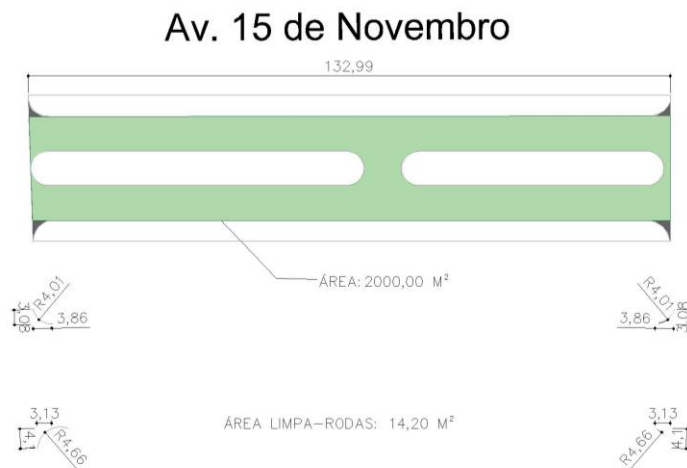 Av. 15 de Novembro
132,99
ÁREA: 2000,00 M²
R4,01
3,08
3,86
R4,01
3,86
3,08
ÁREA LIMPA-RODAS: 14,20 M²
3,13
4,1
R4,66
3,13
R4,66
4,1